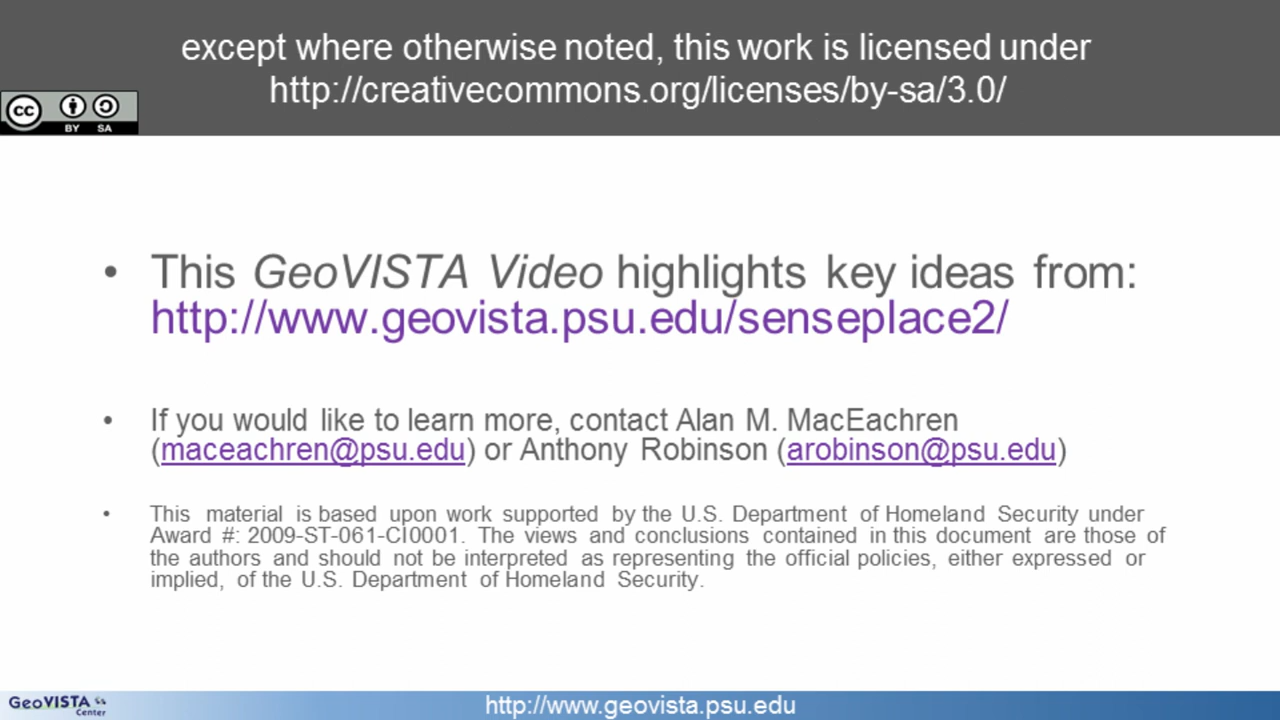 except where otherwise noted, this work is licensed under
http://creativecommons.org/licenses/by-sa/3.0/
cc
BY SA
• This GeoVISTA Video highlights key ideas from:
http://www.geovista.psu.edu/senseplace2/
• If you would like to learn more, contact Alan M. MacEachren
(maceachren@psu.edu) or Anthony Robinson (arobinson@psu.edu)
• This material is based upon work supported by the U.S. Department of Homeland Security under
Award #: 2009-ST-061-CI0001. The views and conclusions contained in this document are those of
the authors and should not be interpreted as representing the official policies, either expressed or
implied, of the U.S. Department of Homeland Security.
GeoVISTA
Center
http://www.geovista.psu.edu